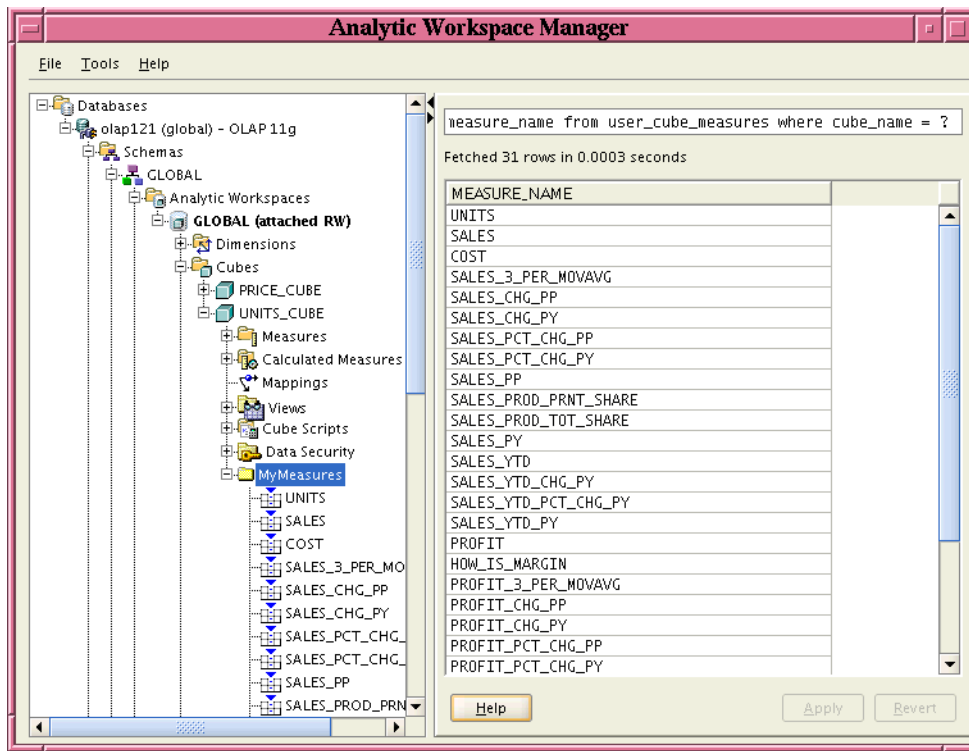 Analytic Workspace Manager
File Tools Help
Databases
olap121 (global) - OLAP 11g
Schemas
GLOBAL
Analytic Workspaces
GLOBAL (attached RW)
Dimensions
Cubes
PRICE_CUBE
UNITS_CUBE
Measures
Calculated Measures
Mappings
Views
Cube Scripts
Data Security
MyMeasures
UNITS
SALES
COST
SALES_3_PER_MO
SALES_CHG_PP
SALES_CHG_PY
SALES_PCT_CHG_
SALES_PCT_CHG_
SALES_PP
SALES_PROD_PRN
measure_name from user_cube_measures where cube_name = ?
Fetched 31 rows in 0.0003 seconds
MEASURE_NAME
UNITS
SALES
COST
SALES_3_PER_MOVAVG
SALES_CHG_PP
SALES_CHG_PY
SALES_PCT_CHG_PP
SALES_PCT_CHG_PY
SALES_PP
SALES_PROD_PRNT_SHARE
SALES_PROD_TOT_SHARE
SALES_PY
SALES_YTD
SALES_YTD_CHG_PY
SALES_YTD_PCT_CHG_PY
SALES_YTD_PY
PROFIT
HOW_IS_MARGIN
PROFIT_3_PER_MOVAVG
PROFIT_CHG_PP
PROFIT_CHG_PY
PROFIT_PCT_CHG_PP
PROFIT_PCT_CHG_PY
Help Apply Revert